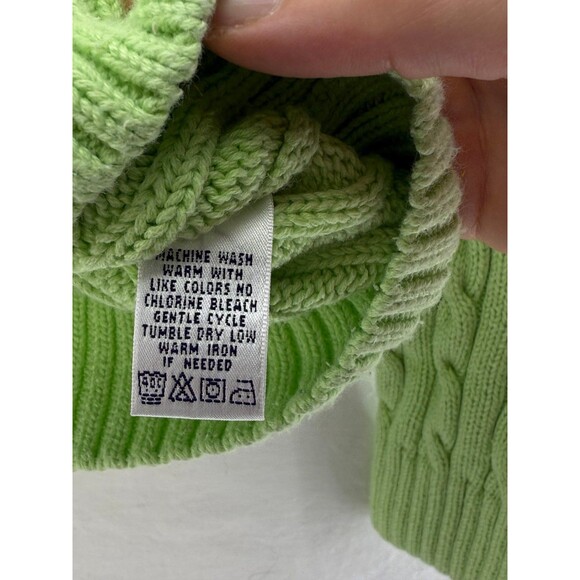 MACHINE WASH
WARM WITH
LIKE COLORS NO
CHLORINE BLEACH
GENTLE CYCLE
TUMBLE DRY LOW
WARM IRON
IF NEEDED